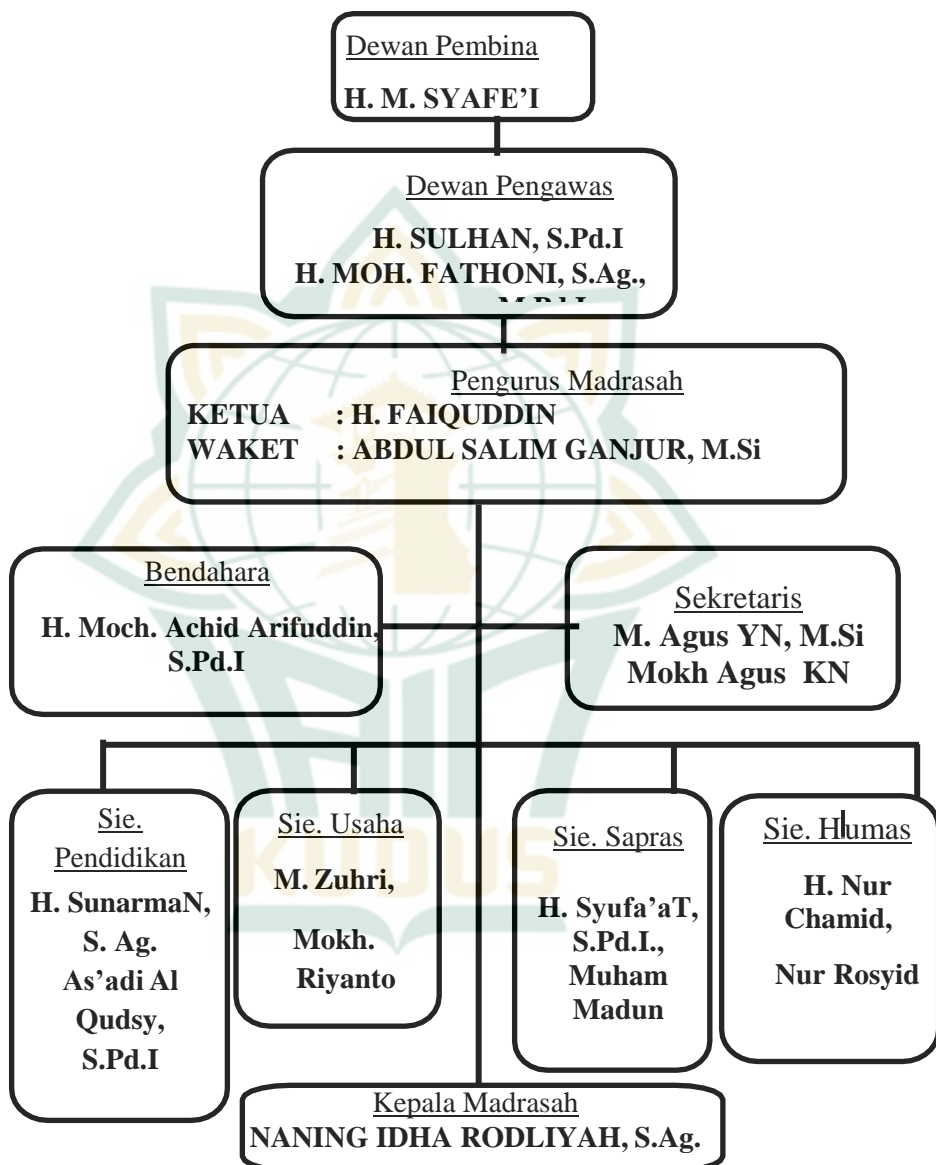 Dewan Pembina
H. M. SYAFE’I
Dewan Pengawas
H. SULHAN, S.Pd.I
H. MOH. FATHONI, S.Ag.,
Pengurus Madrasah
KETUA : H. FAIQUDDIN
WAKET : ABDUL SALIM GANJUR, M.Si
Bendahara
H. Moch. Achid Arifuddin,
S.Pd.I
Sekretaris
M. Agus YN, M.Si
Mokh Agus KN
Sie.
Pendidikan
H. SunarmaN,
S. Ag.
As’adi Al
Qudsy,
S.Pd.I
Sie. Usaha
M. Zuhri,
Mokh.
Riyanto
Sie. Sapras
H. Syufa’aT,
S.Pd.I.,
Muham
Madun
Sie. Humas
H. Nur
Chamid,
Nur Rosyid
Kepala Madrasah
NANING IDHA RODLIYAH, S.Ag.
KUDUS